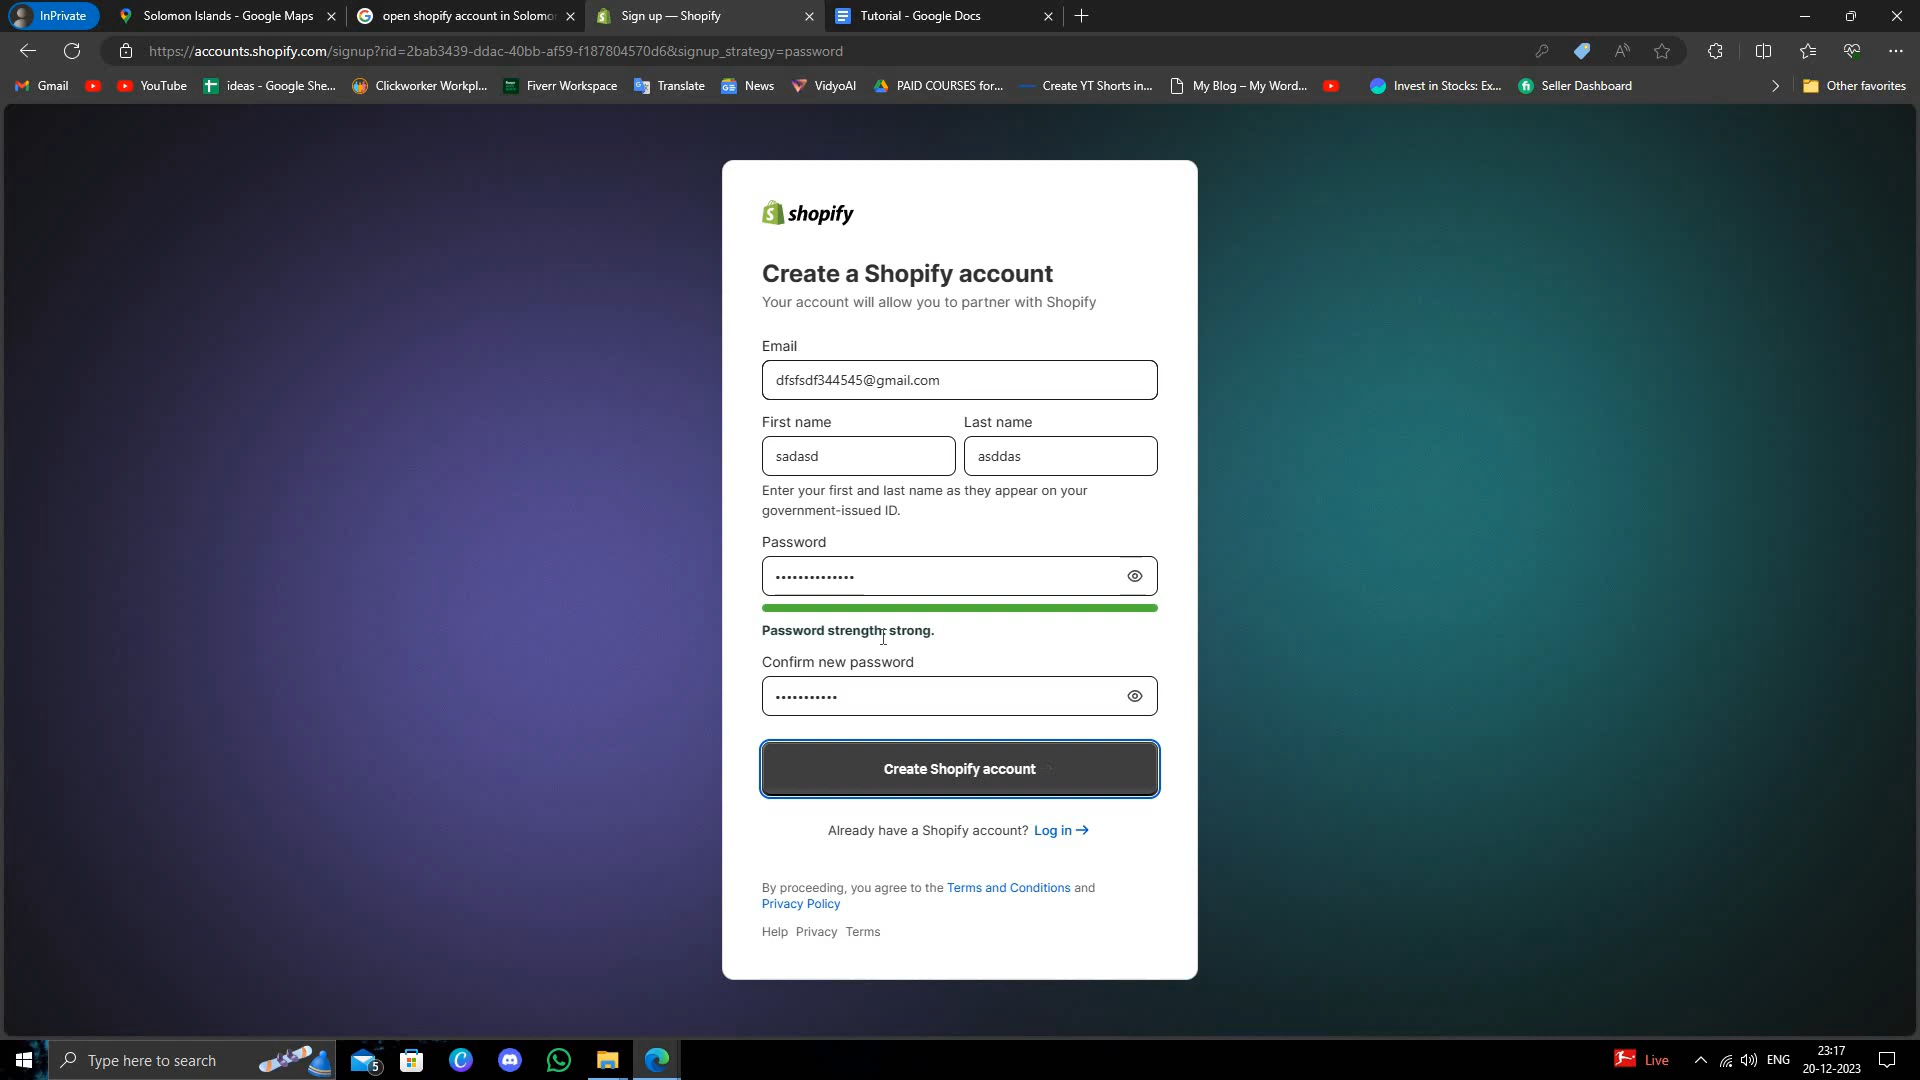 InPrivate
Solomon Islands - Google Maps
open shopify account in Solomo
Sign up — Shopify
Tutorial - Google Docs
https://accounts.shopify.com/signup?rid=2bab3439-ddac-40bb-af59-f187804570d6&signup_strategy=password
Gmail
YouTube
ideas - Google She...
Clickworker Workpl...
Fiverr Workspace
Translate
News
VidyoAI
PAID COURSES for...
Create YT Shorts in...
My Blog – My Word...
Invest in Stocks: Ex...
Seller Dashboard
Other favorites
shopify
Create a Shopify account
Your account will allow you to partner with Shopify
Email
dfsfsdf344545@gmail.com
First name Last name
sadasd asddas
Enter your first and last name as they appear on your
government-issued ID.
Password
Password strength: strong.
Confirm new password
Create Shopify account
Already have a Shopify account? Log in →
By proceeding, you agree to the Terms and Conditions and
Privacy Policy
Help Privacy Terms
Type here to search
5
Live
ENG
23:17
20-12-2023